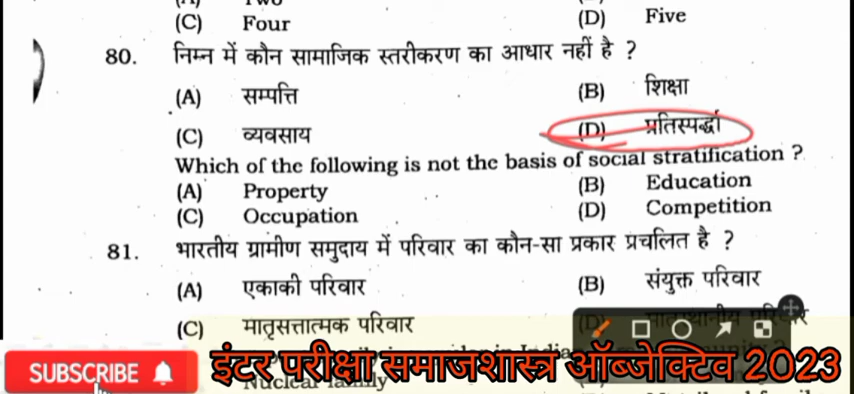 (C) Four (D) Five
80. निम्न में कौन सामाजिक स्तरीकरण का आधार नहीं है ?
(A) सम्पत्ति (B) शिक्षा
(C) व्यवसाय (D) प्रतिस्पर्द्धा
Which of the following is not the basis of social stratification ?
(A) Property (B) Education
(C) Occupation (D) Competition
81. भारतीय ग्रामीण समुदाय में परिवार का कौन-सा प्रकार प्रचलित है ?
(A) एकाकी परिवार (B) संयुक्त परिवार
(C) मातृसत्तात्मक परिवार (D)
SUBSCRIBE इंटर परीक्षा समाजशास्त्र ऑब्जेक्टिव 2023
Nuclear family